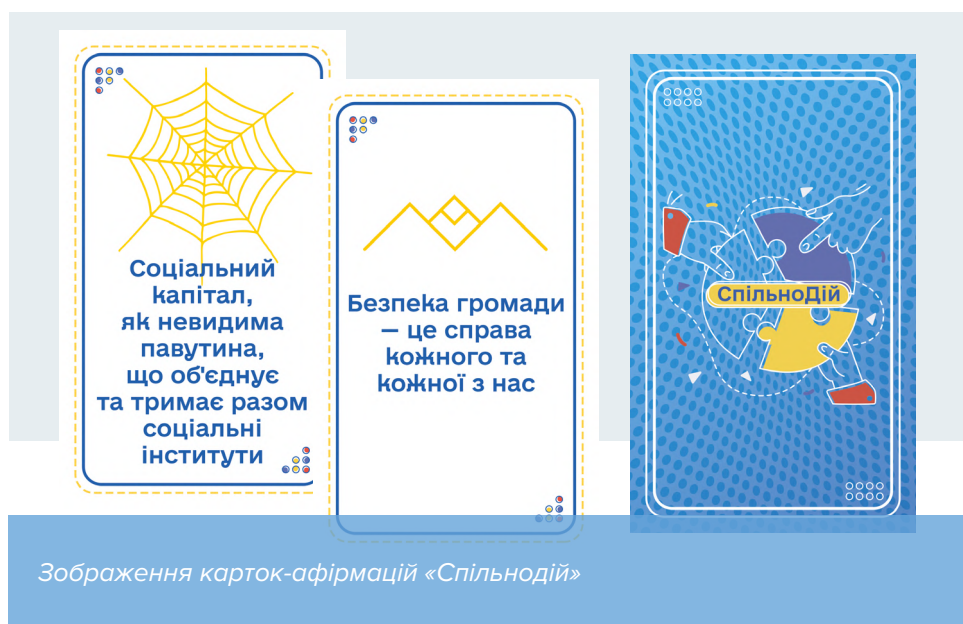 Соціальний
капітал,
як невидима
павутина,
що об'єднує
та тримає разом
соціальні
інститути
Безпека громади
— це справа
кожного та
кожної з нас
СпільноДій
Зображення карток-афірмацій «Спільнодій»